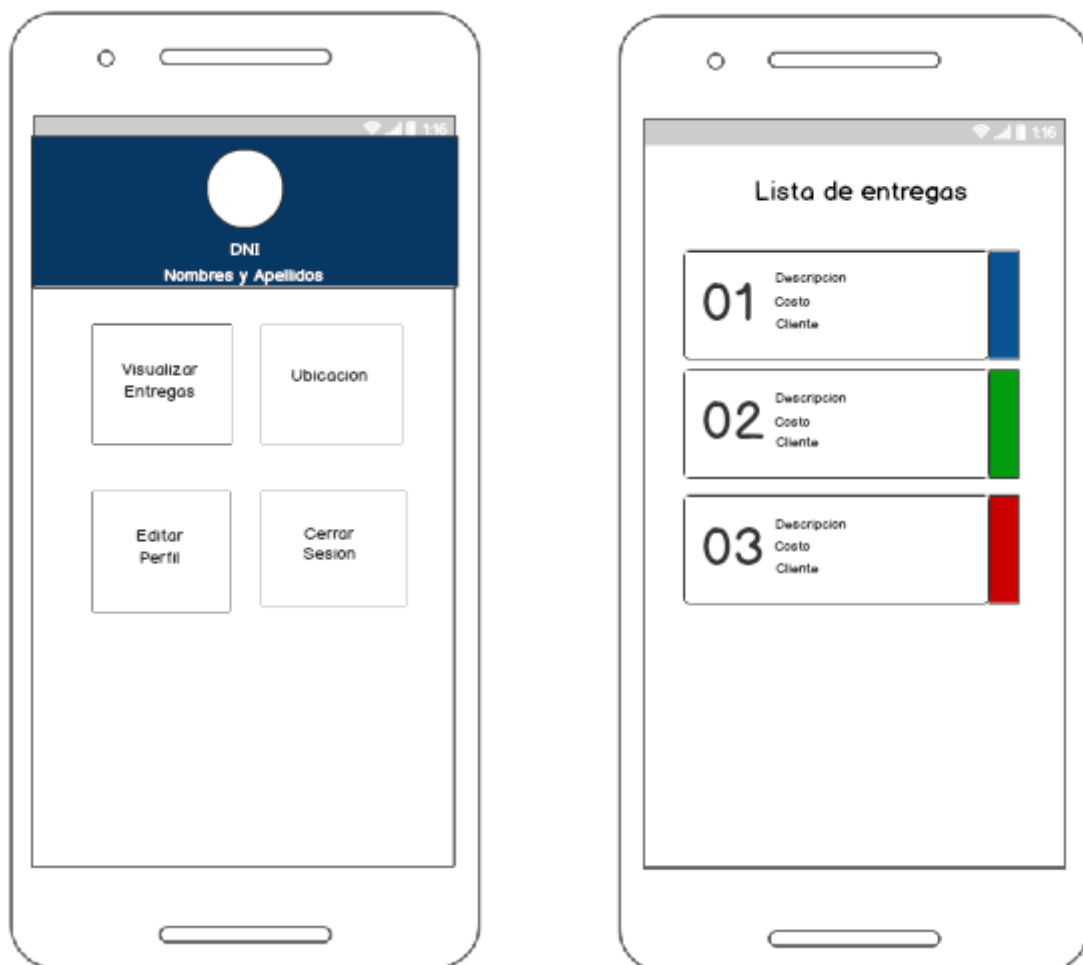 1:16
DNI
Nombres y Apellidos
Visualizar
Entregas
Ubicacion
Editar
Perfil
Cerrar
Sesion
1:16
Lista de entregas
01
Descripcion
Costo
Cliente
02
Descripcion
Costo
Cliente
03
Descripcion
Costo
Cliente